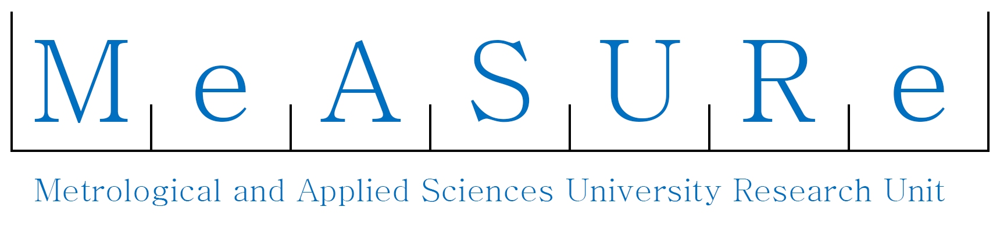 MeASURe
Metrological and Applied Sciences University Research Unit